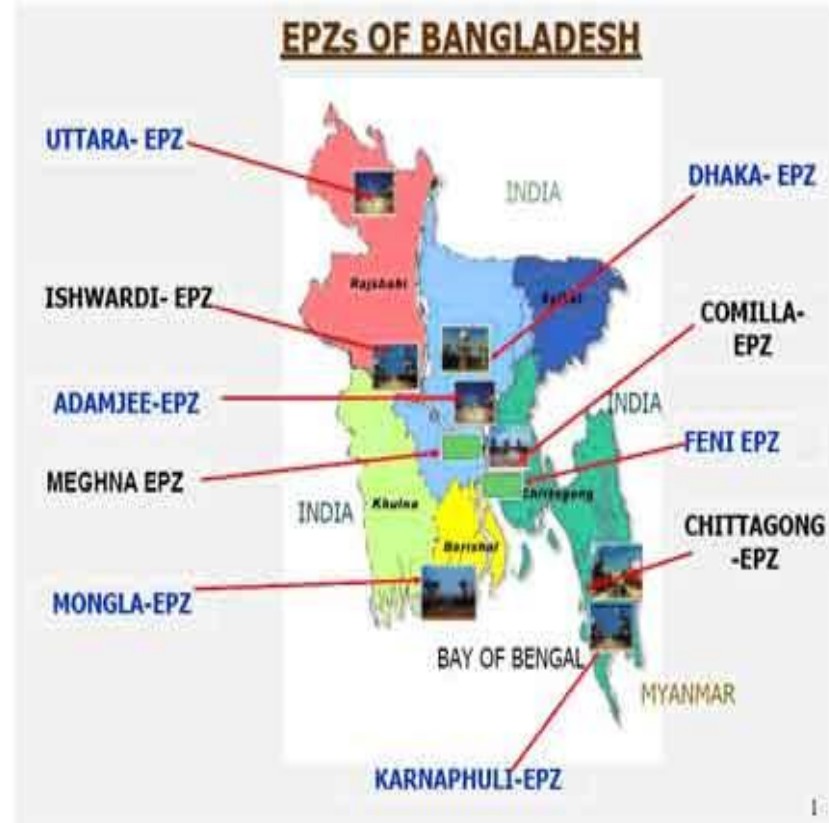 EPZs OF BANGLADESH
UTTARA- EPZ
INDIA
DHAKA- EPZ
Rajshahi
ISHWARDI- EPZ
COMILLA-
EPZ
ADAMJEE-EPZ
INDIA
FENI EPZ
MEGHNA EPZ
Khulna
Chittagong
INDIA
CHITTAGONG
-EPZ
Barishal
MONGLA-EPZ
BAY OF BENGAL
MYANMAR
KARNAPHULI-EPZ
1